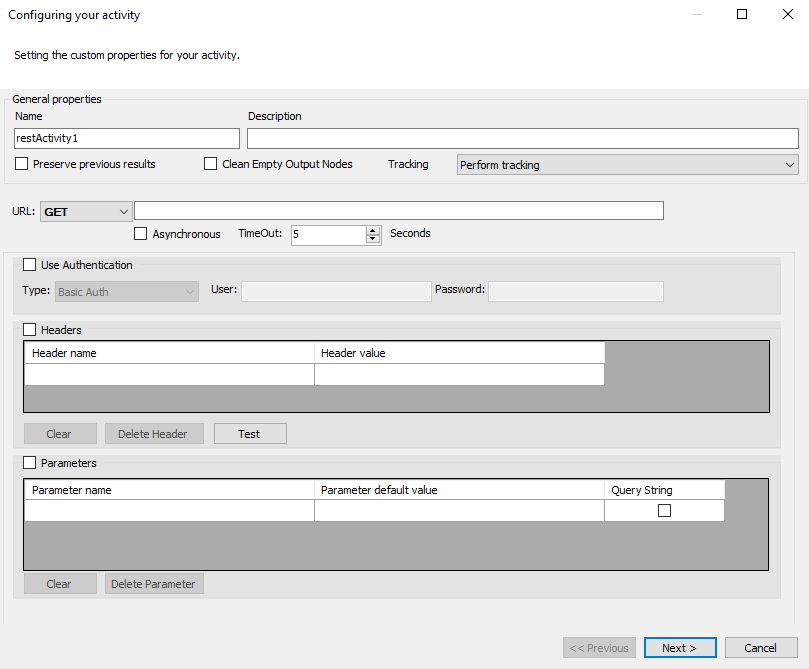 Configuring your activity
Setting the custom properties for your activity.
General properties
Name Description
restActivity1
Preserve previous results Clean Empty Output Nodes Tracking Perform tracking
URL: GET
Asynchronous TimeOut: 5 Seconds
Use Authentication
Type: Basic Auth User: Password:
Headers
Header name Header value
Clear Delete Header Test
Parameters
Parameter name Parameter default value Query String
Clear Delete Parameter
<< Previous Next > Cancel